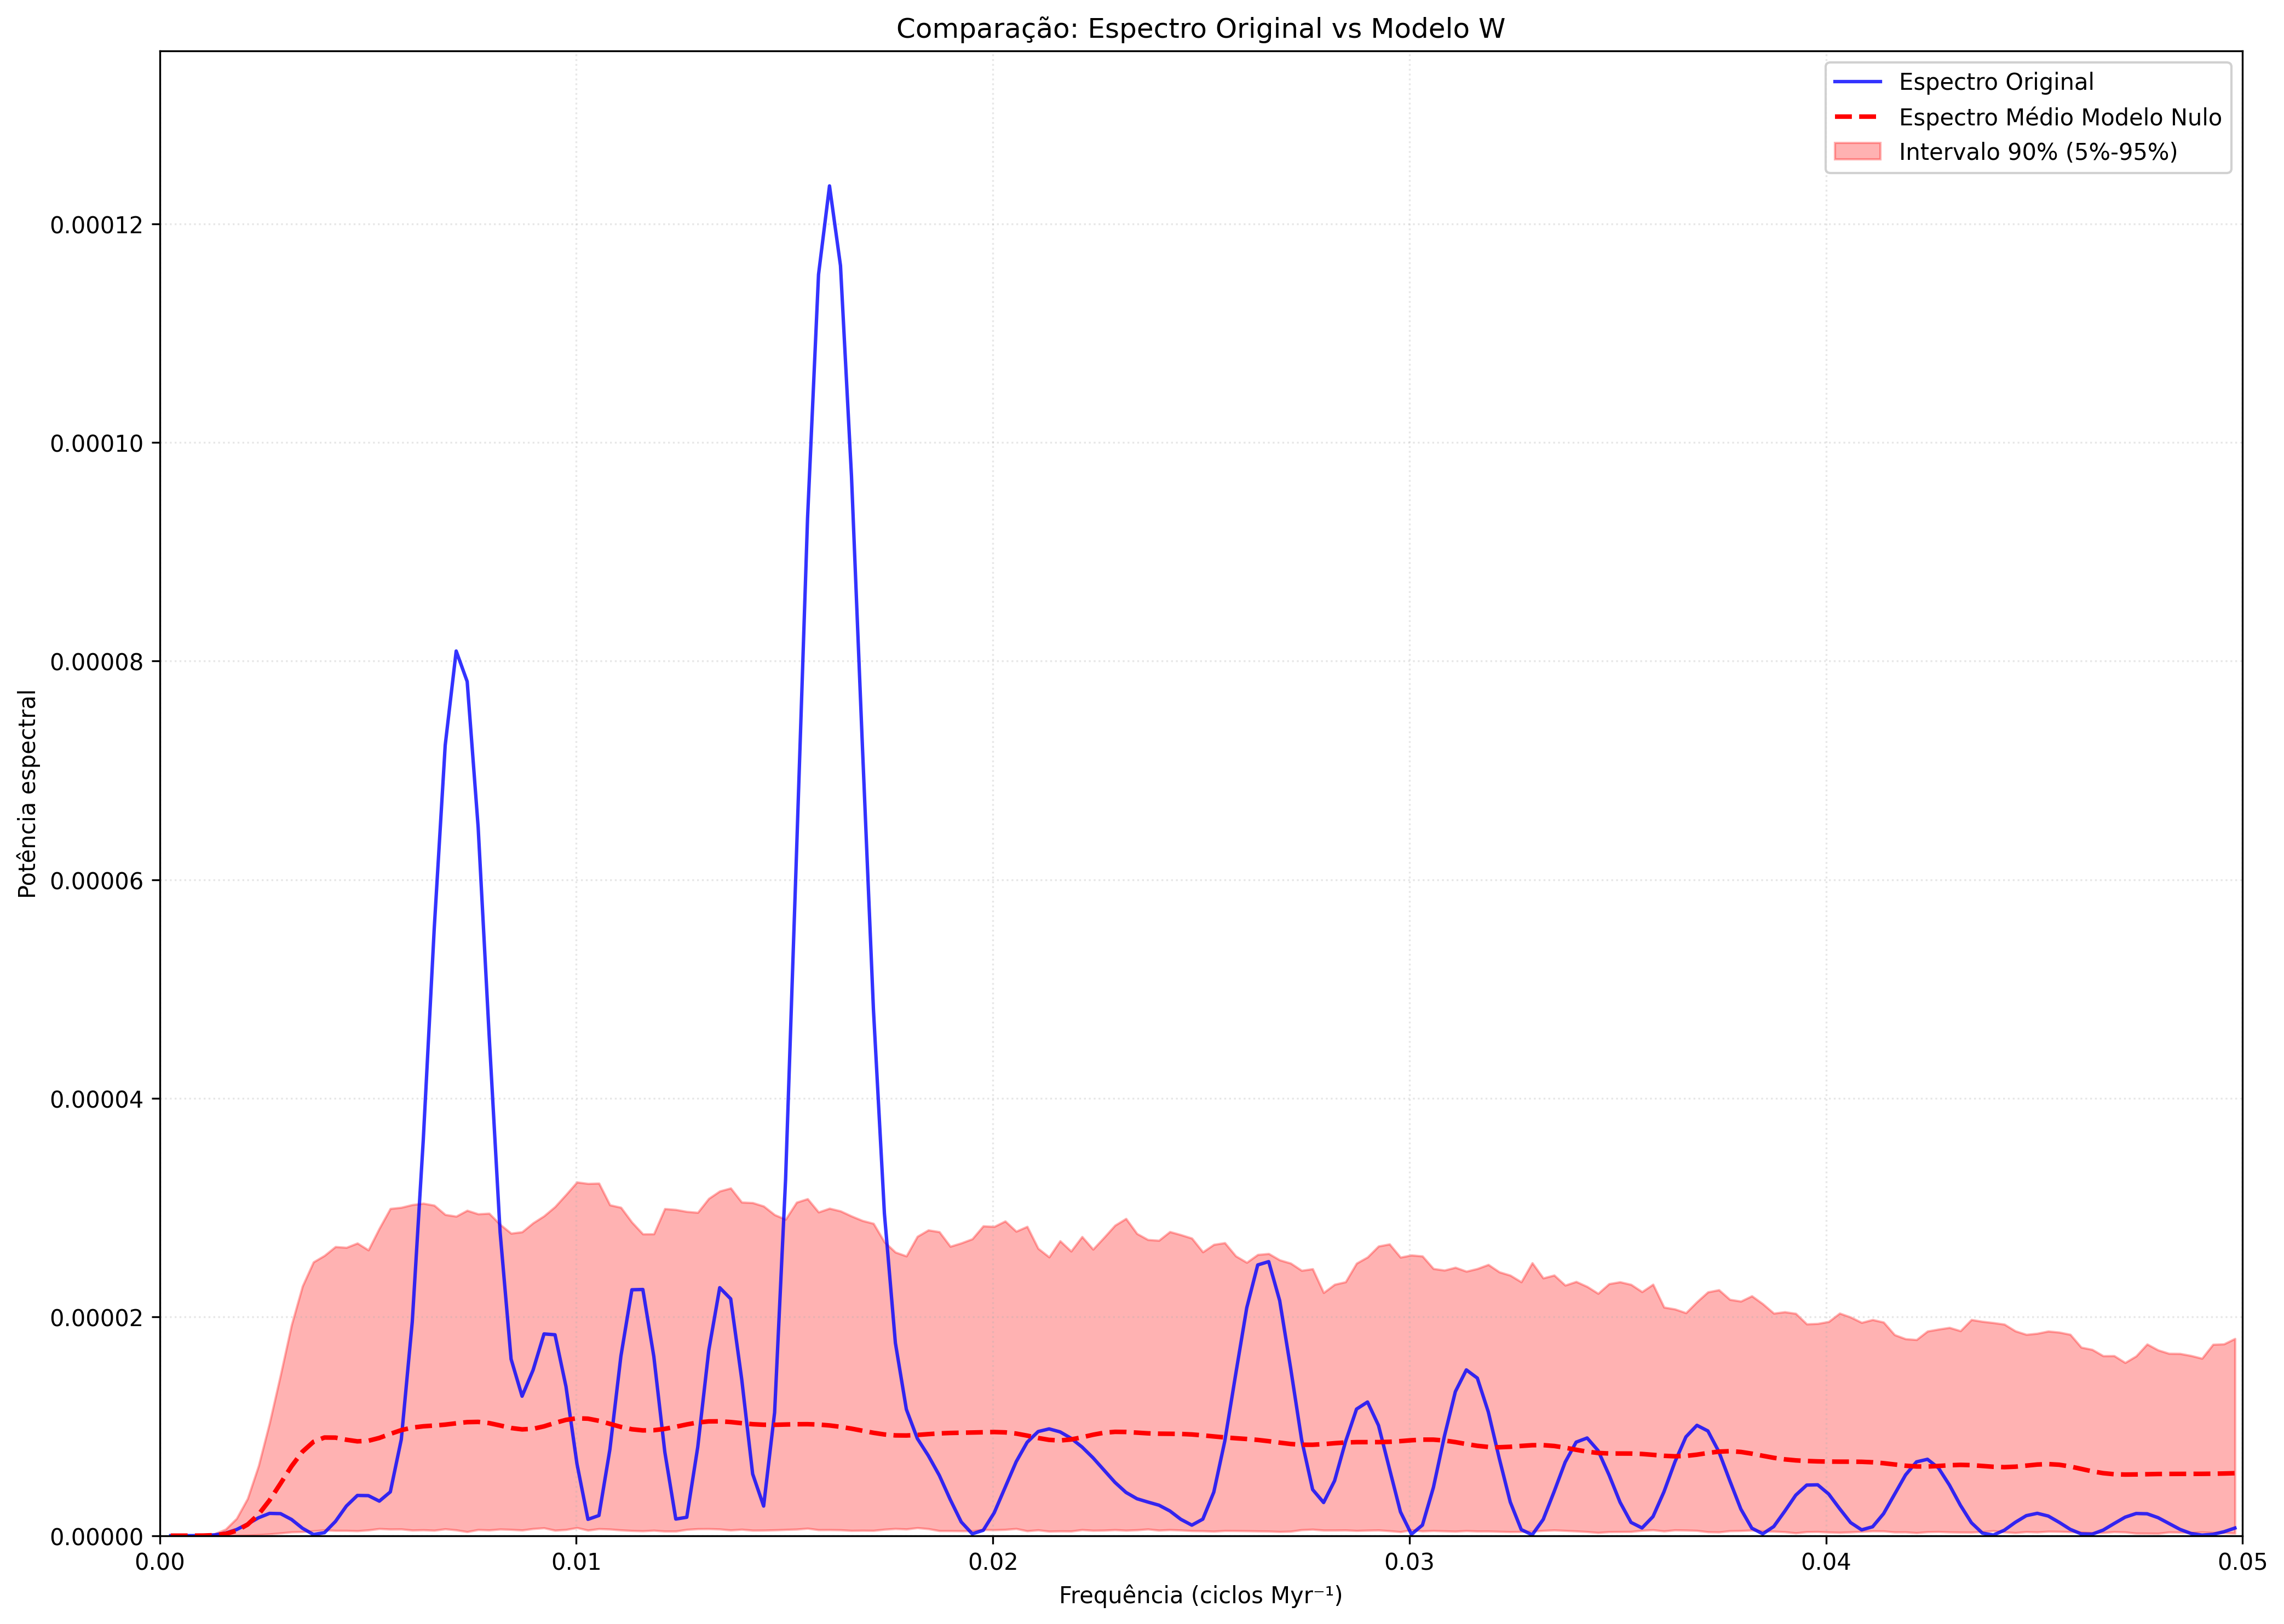 Comparação: Espectro Original vs Modelo W
Espectro Original
Espectro Médio Modelo Nulo
Intervalo 90% (5%-95%)
Potência espectral
0.00012
0.00010
0.00008
0.00006
0.00004
0.00002
0.00000
0.00 0.01 0.02 0.03 0.04 0.05
Frequência (ciclos Myr⁻¹)